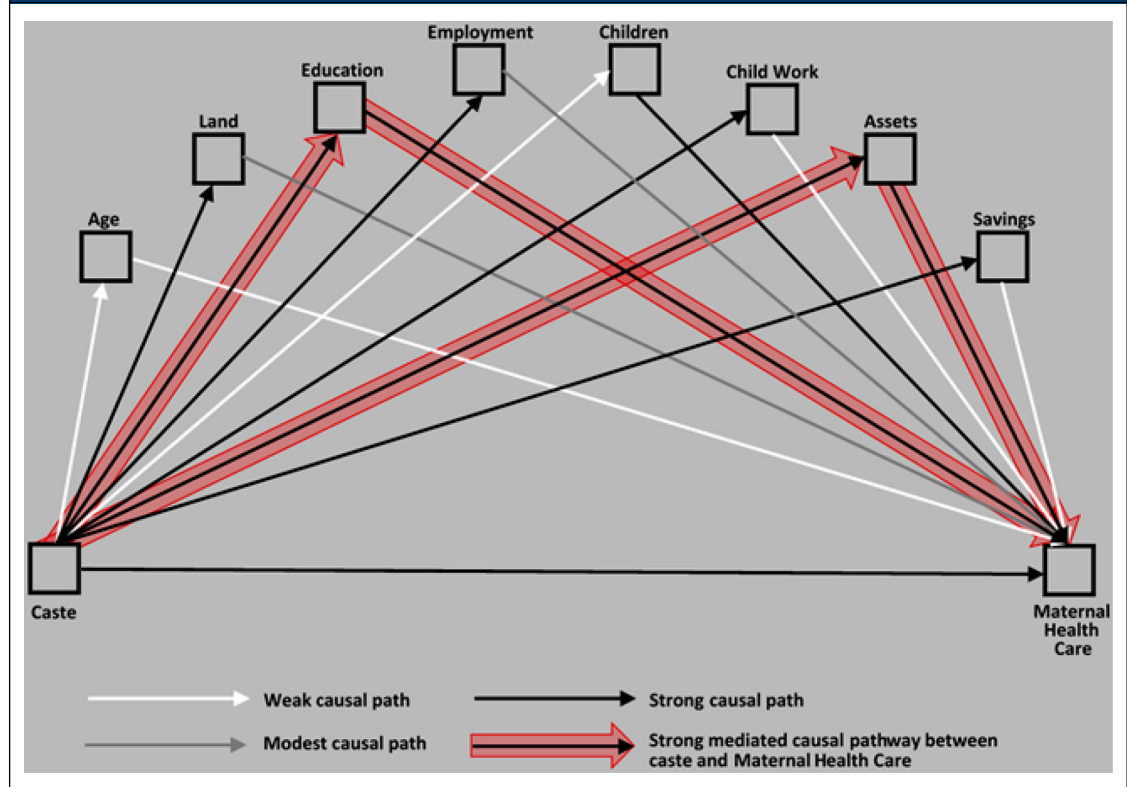 Employment
Children
Education
Child Work
Land
Assets
Age
Savings
Caste
Maternal
Health
Care
Weak causal path
Strong causal path
Modest causal path
Strong mediated causal pathway between
caste and Maternal Health Care